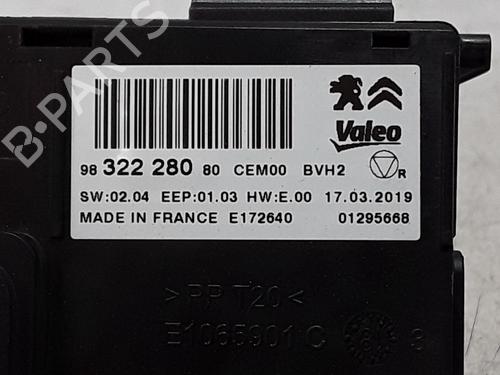 B-PARTS
Valeo
98 322 280 80 CEM00 BVH2 R
SW:02.04 EEP:01.03 HW:E.00 17.03.2019
MADE IN FRANCE E172640 01295668
>PP T20<
E1065901 C 3